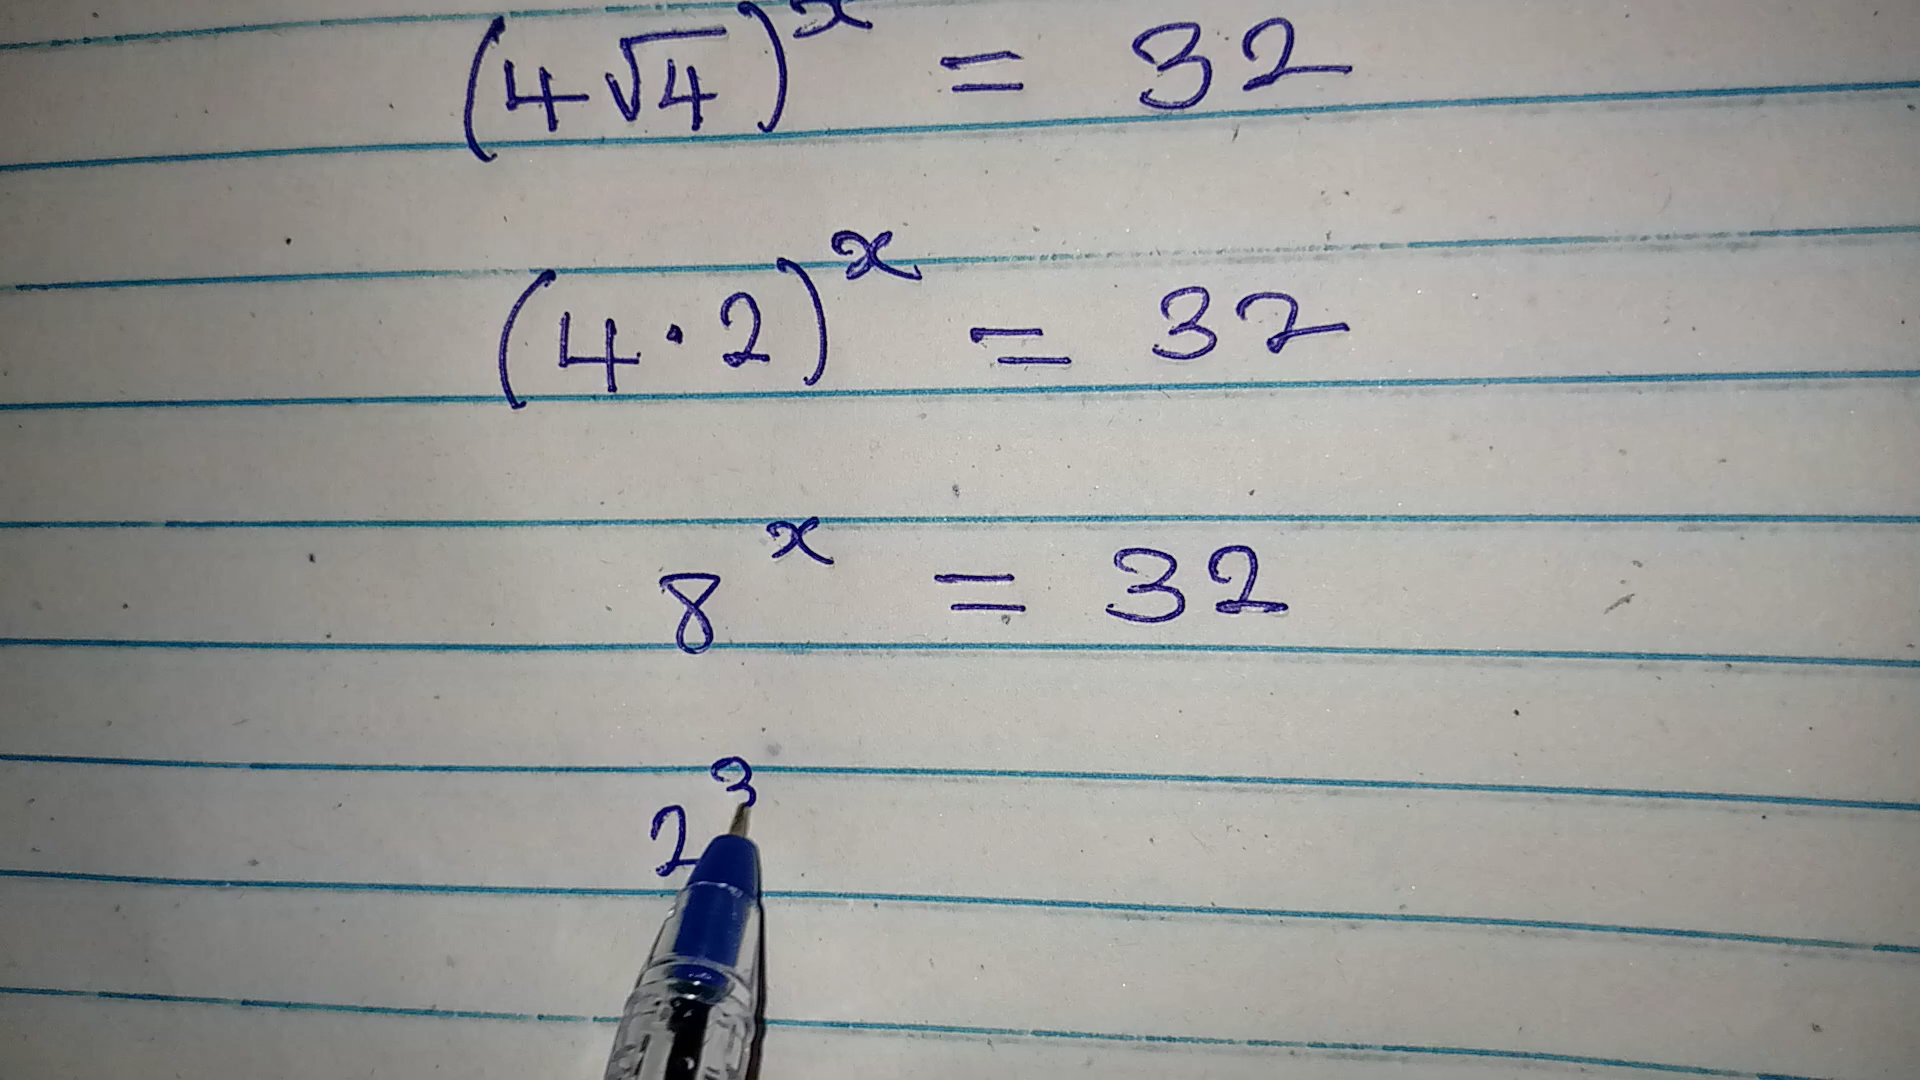 (4√4)^x = 32
(4·2)^x = 32
8^x = 32
2^3